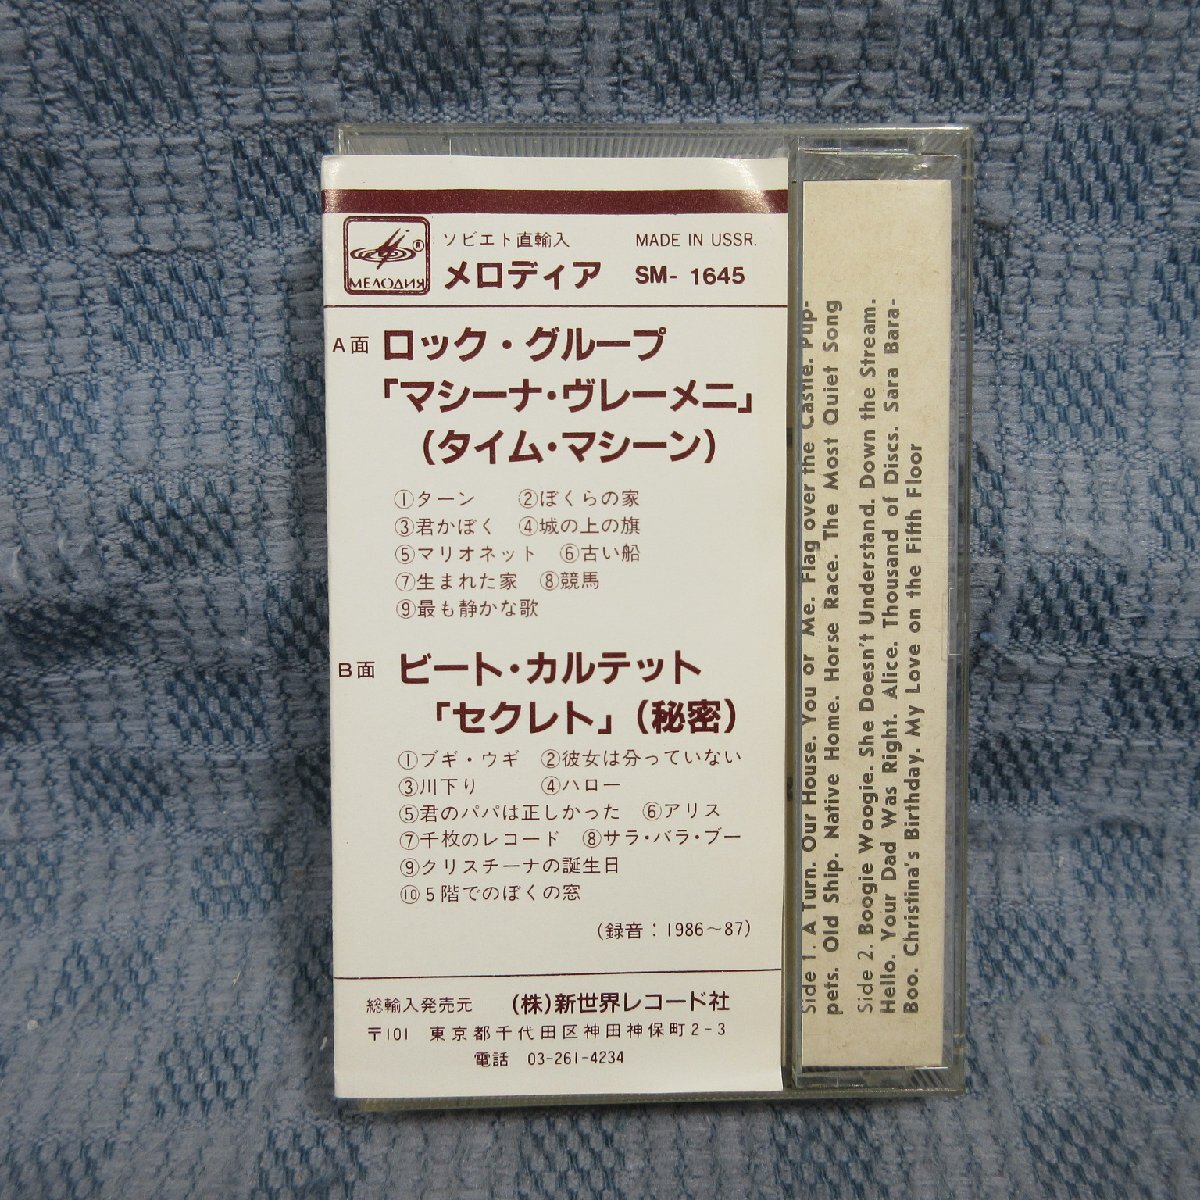 МЕЛОДИЯ
®
ソビエト直輸入
MADE IN USSR.
メロディア SM- 1645
A面 ロック・グループ
「マシーナ・ヴレーメニ」
(タイム・マシーン)
①ターン ②ぼくらの家
③君かぼく ④城の上の旗
⑤マリオネット ⑥古い船
⑦生まれた家 ⑧競馬
⑨最も静かな歌
B面 ビート・カルテット
「セクレト」(秘密)
①ブギ・ウギ ②彼女は分っていない
③川下り ④ハロー
⑤君のパパは正しかった ⑥アリス
⑦千枚のレコード ⑧サラ・バラ・ブー
⑨クリスチーナの誕生日
⑩5階でのぼくの窓
(録音：1986～87)
総輸入発売元 (株)新世界レコード社
〒101 東京都千代田区神田神保町2-3
電話 03-261-4234
Side 1. A Turn. Our House. You or Me. Flag over the Castle. Pup-
pets. Old Ship. Native Home. Horse Race. The Most Quiet Song
Side 2. Boogie Woogie. She Doesn't Understand. Down the Stream.
Hello. Your Dad Was Right. Alice. Thousand of Discs. Sara Bara-
Boo. Christina's Birthday. My Love on the Fifth Floor